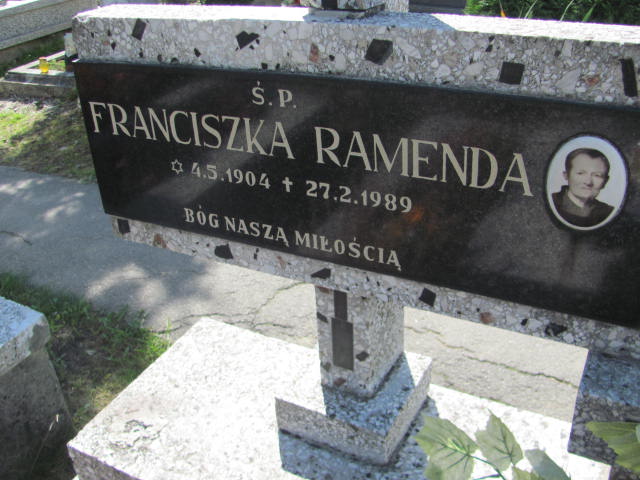 Ś.P.
FRANCISZKA RAMENDA
✡ 4.5.1904 ✝ 27.2.1989
BÓG NASZĄ MIŁOŚCIĄ